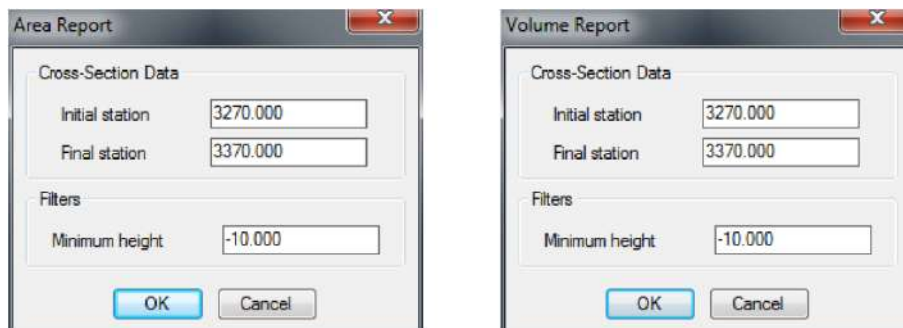 Area Report
Cross-Section Data
Initial station 3270.000
Final station 3370.000
Filters
Minimum height -10.000
OK Cancel
Volume Report
Cross-Section Data
Initial station 3270.000
Final station 3370.000
Filters
Minimum height -10.000
OK Cancel